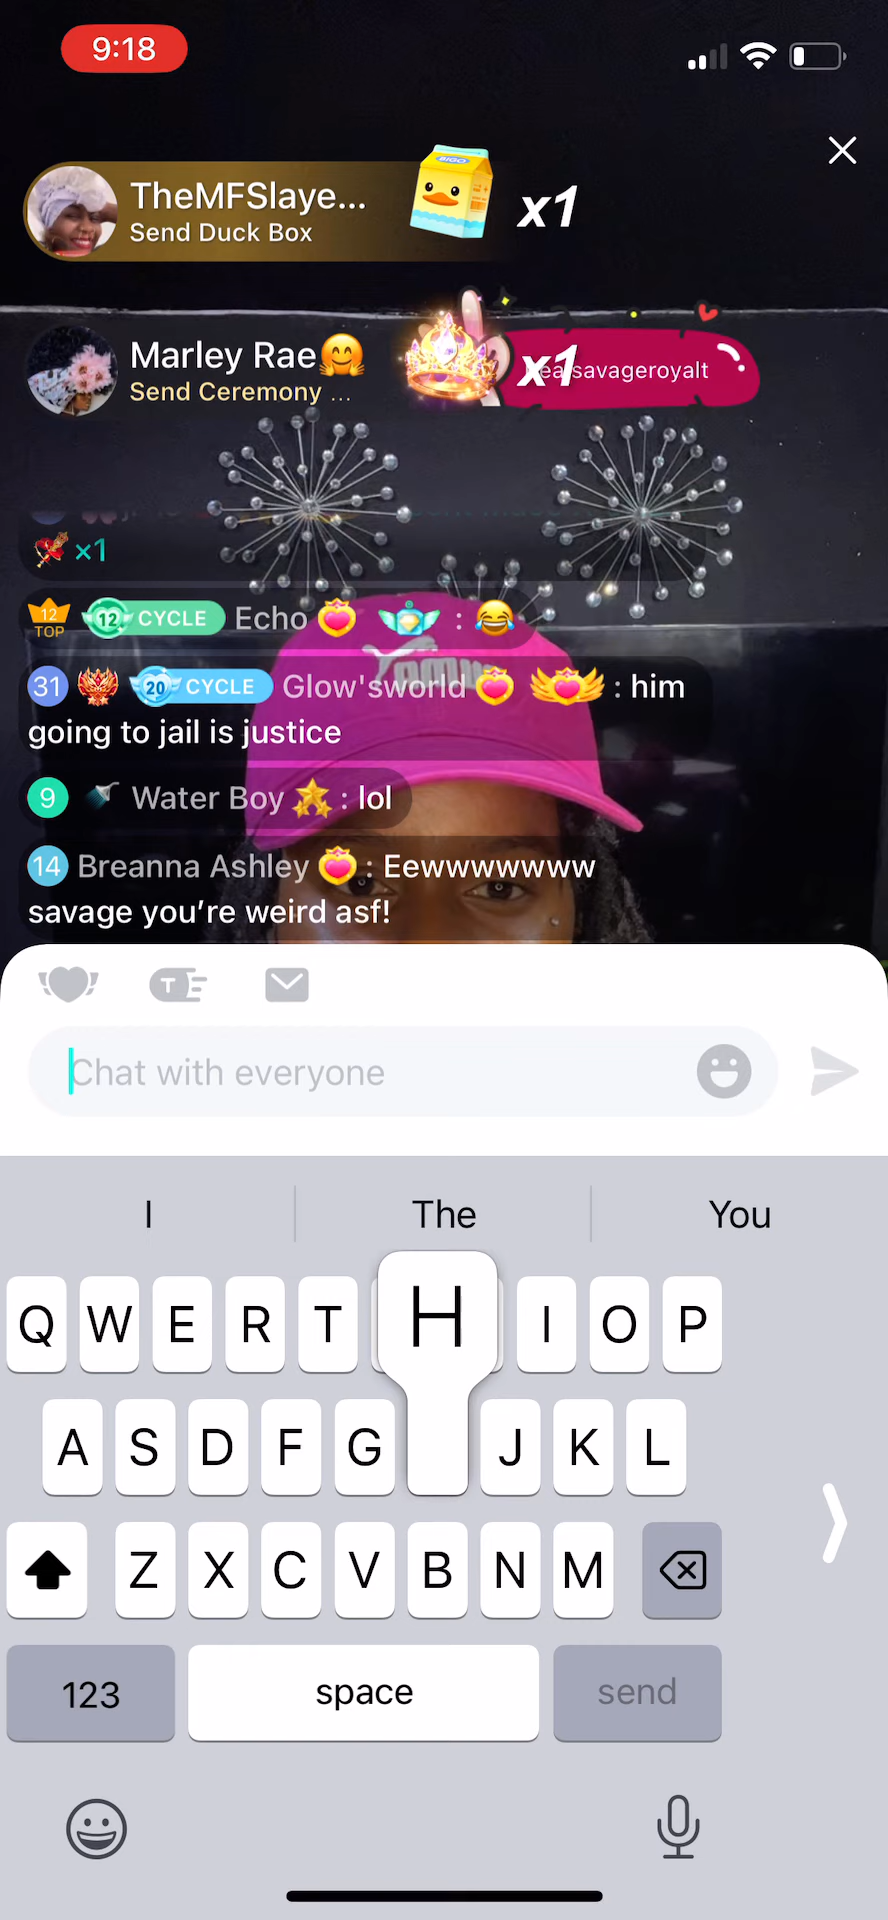 9:18
BIGO
TheMFSlaye...
Send Duck Box
x1
Marley Rae🤗
Send Ceremony ...
x1
savageroyalt
x1
12
TOP
12 CYCLE Echo : 😂
PUMA
31 20 CYCLE Glow'sworld : him
going to jail is justice
9 Water Boy : lol
14 Breanna Ashley : Eewwwwwww
savage you're weird asf!
T
Chat with everyone
I The You
Q W E R T H I O P
A S D F G J K L
Z X C V B N M
123 space send